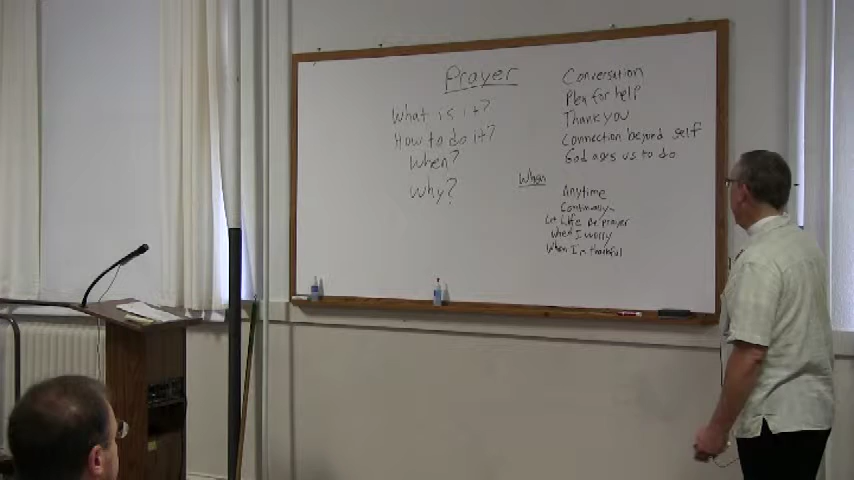 Prayer
What is it?
How to do it?
When?
Why?
Conversation
Plea for help
Thank you
Connection beyond self
God asks us to do
When
Anytime
Continually
Let Life Be prayer
When I worry
When I'm thankful